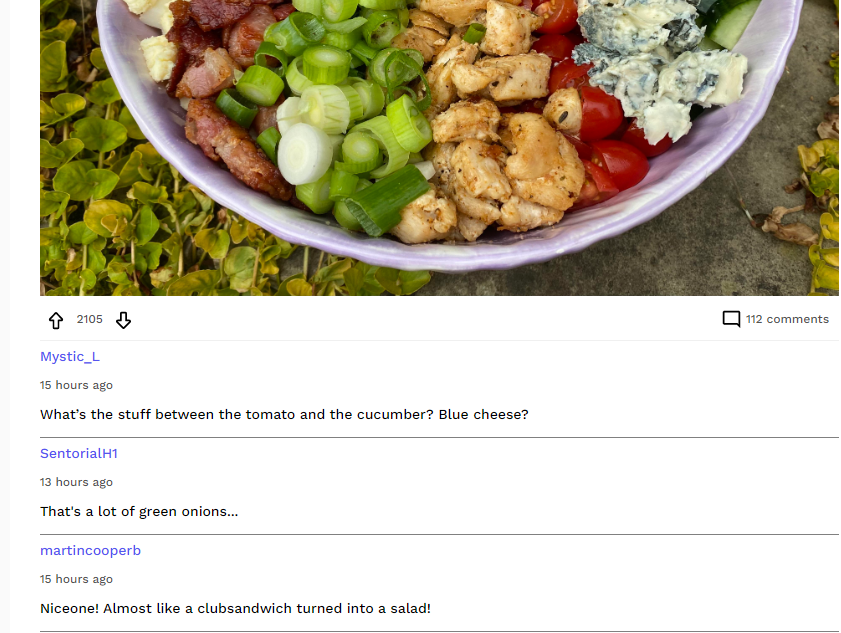 2105
112 comments
Mystic_L
15 hours ago
What's the stuff between the tomato and the cucumber? Blue cheese?
SentorialH1
13 hours ago
That's a lot of green onions...
martincooperb
15 hours ago
Niceone! Almost like a clubsandwich turned into a salad!